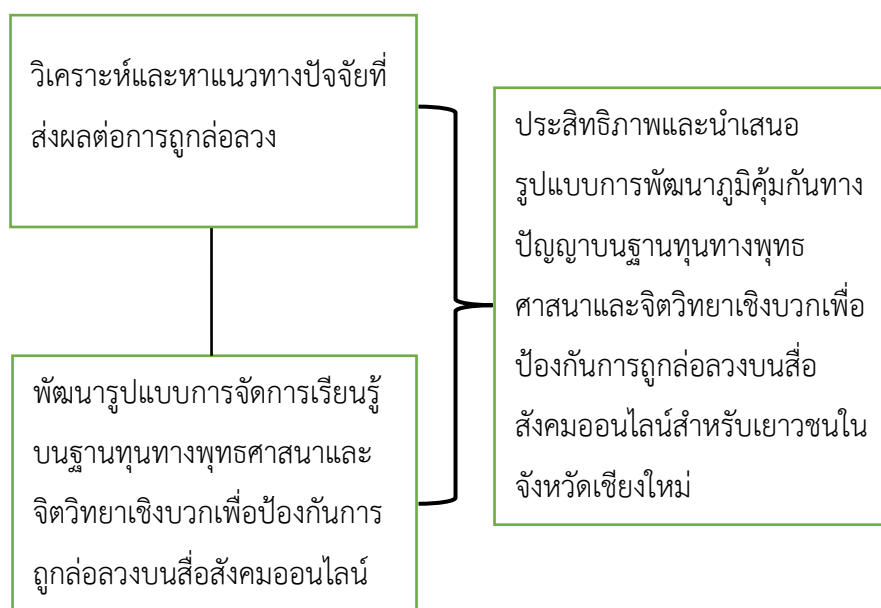 วิเคราะห์และหาแนวทางปัจจัยที่
ส่งผลต่อการถูกล่อลวง
พัฒนารูปแบบการจัดการเรียนรู้
บนฐานทุนทางพุทธศาสนาและ
จิตวิทยาเชิงบวกเพื่อป้องกันการ
ถูกล่อลวงบนสื่อสังคมออนไลน์
ประสิทธิภาพและนำเสนอ
รูปแบบการพัฒนาภูมิคุ้มกันทาง
ปัญญาบนฐานทุนทางพุทธ
ศาสนาและจิตวิทยาเชิงบวกเพื่อ
ป้องกันการถูกล่อลวงบนสื่อ
สังคมออนไลน์สำหรับเยาวชนใน
จังหวัดเชียงใหม่